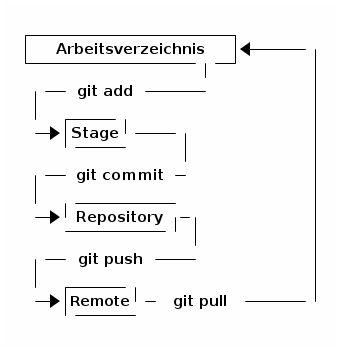 Arbeitsverzeichnis
git add
Stage
git commit
Repository
git push
Remote git pull